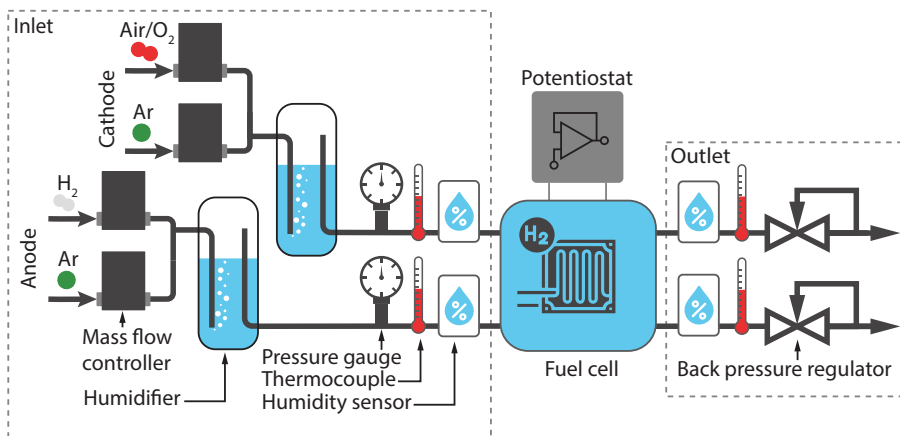 Inlet
Air/O₂
Cathode
Ar
H₂
Anode
Ar
Mass flow
controller
Humidifier
Pressure gauge
Thermocouple
Humidity sensor
%
%
Potentiostat
H2
Fuel cell
Outlet
%
%
Back pressure regulator